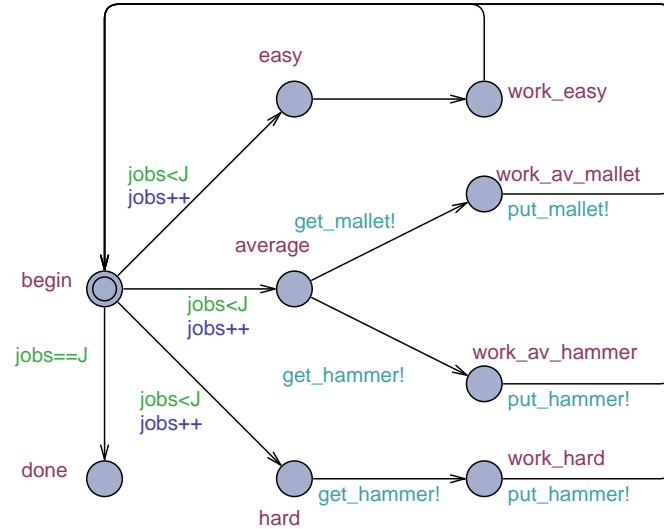 easy
work_easy
jobs<J
jobs++
work_av_mallet
put_mallet!
get_mallet!
average
begin
jobs<J
jobs++
work_av_hammer
jobs==J
get_hammer!
put_hammer!
jobs<J
jobs++
done
work_hard
get_hammer!
put_hammer!
hard